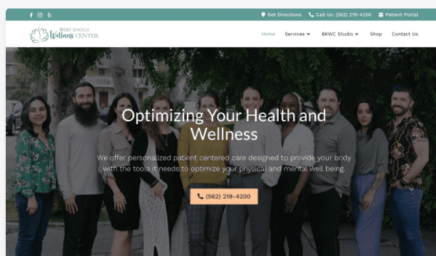 Get Directions Call Us: (562) 219-4200 Patient Portal
Wellness CENTER
Home Services BKWC Studio Shop Contact Us
Optimizing Your Health and
Wellness
We offer personalized patient centered care designed to provide your body
with the tools it needs to optimize your physical and mental well being.
(562) 219-4200